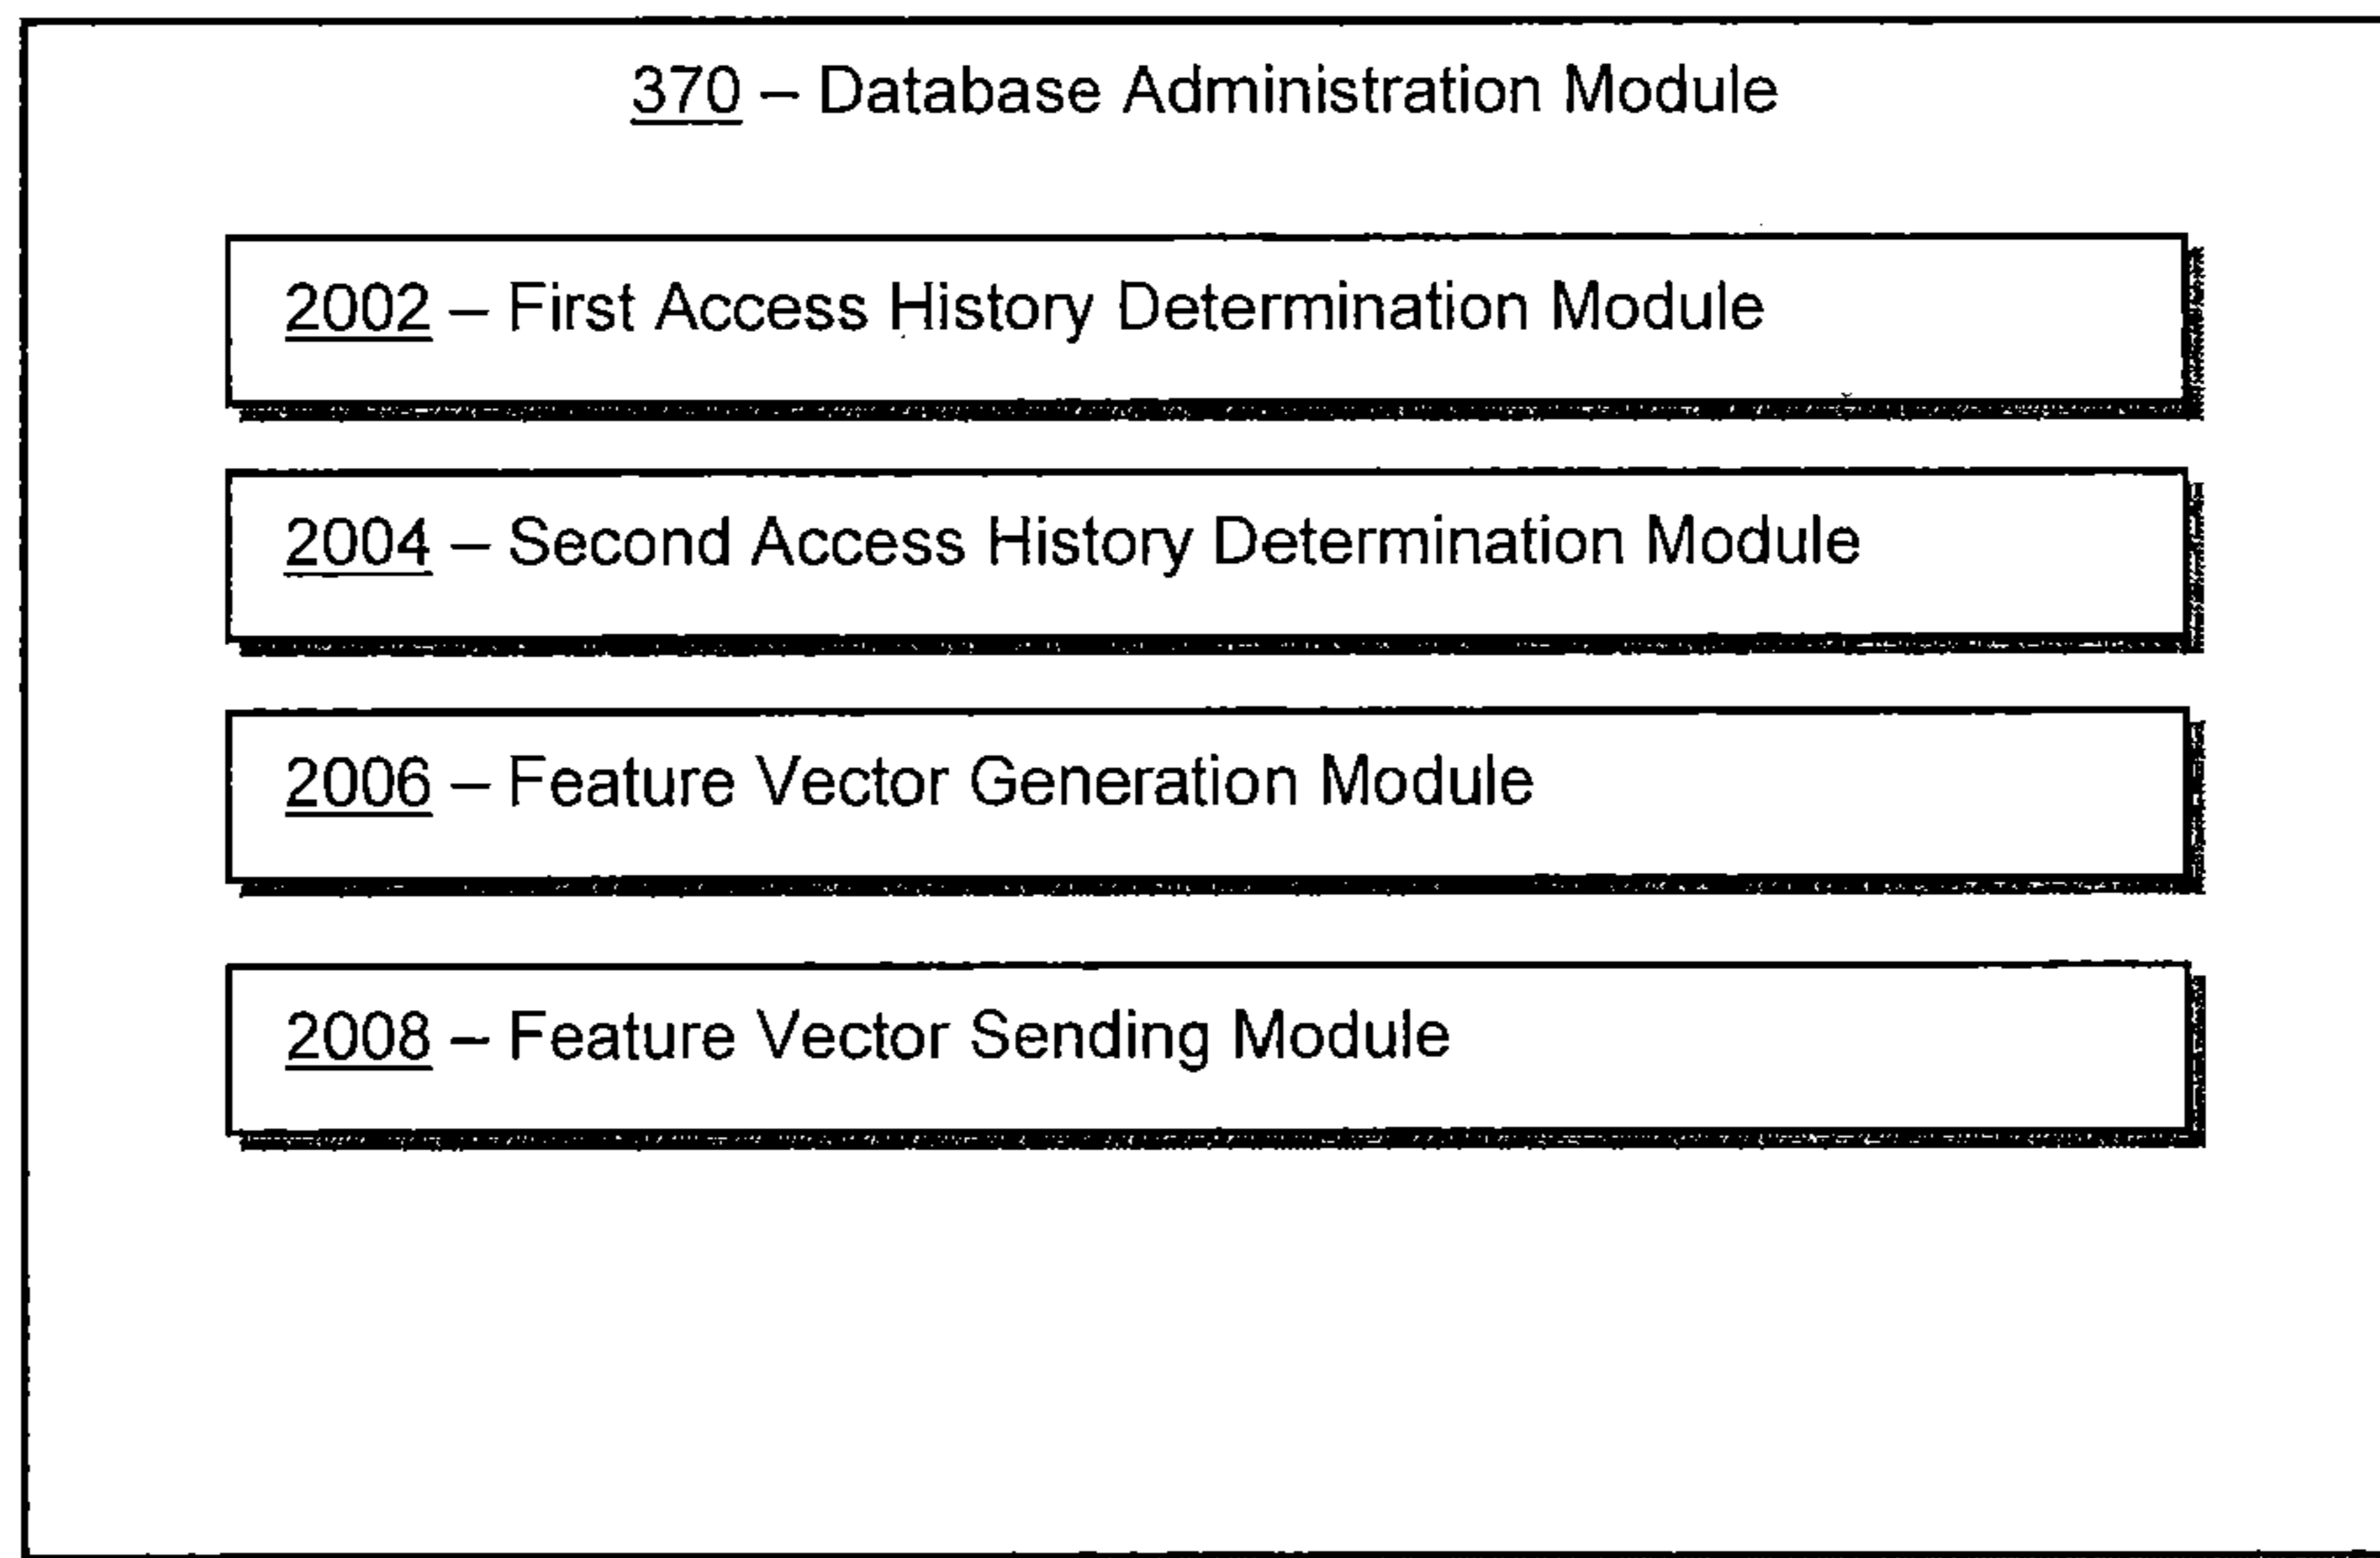 370 – Database Administration Module
2002 – First Access History Determination Module
2004 – Second Access History Determination Module
2006 – Feature Vector Generation Module
2008 – Feature Vector Sending Module